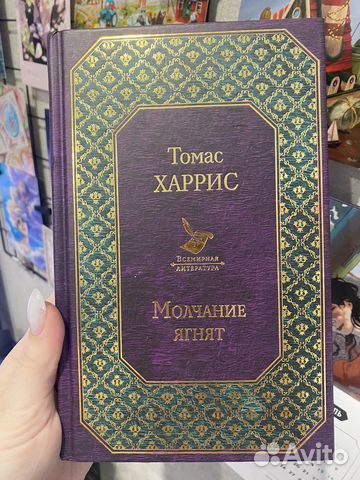 Томас
ХАРРИС
Всемирная
литература
Молчание
ягнят
Avito